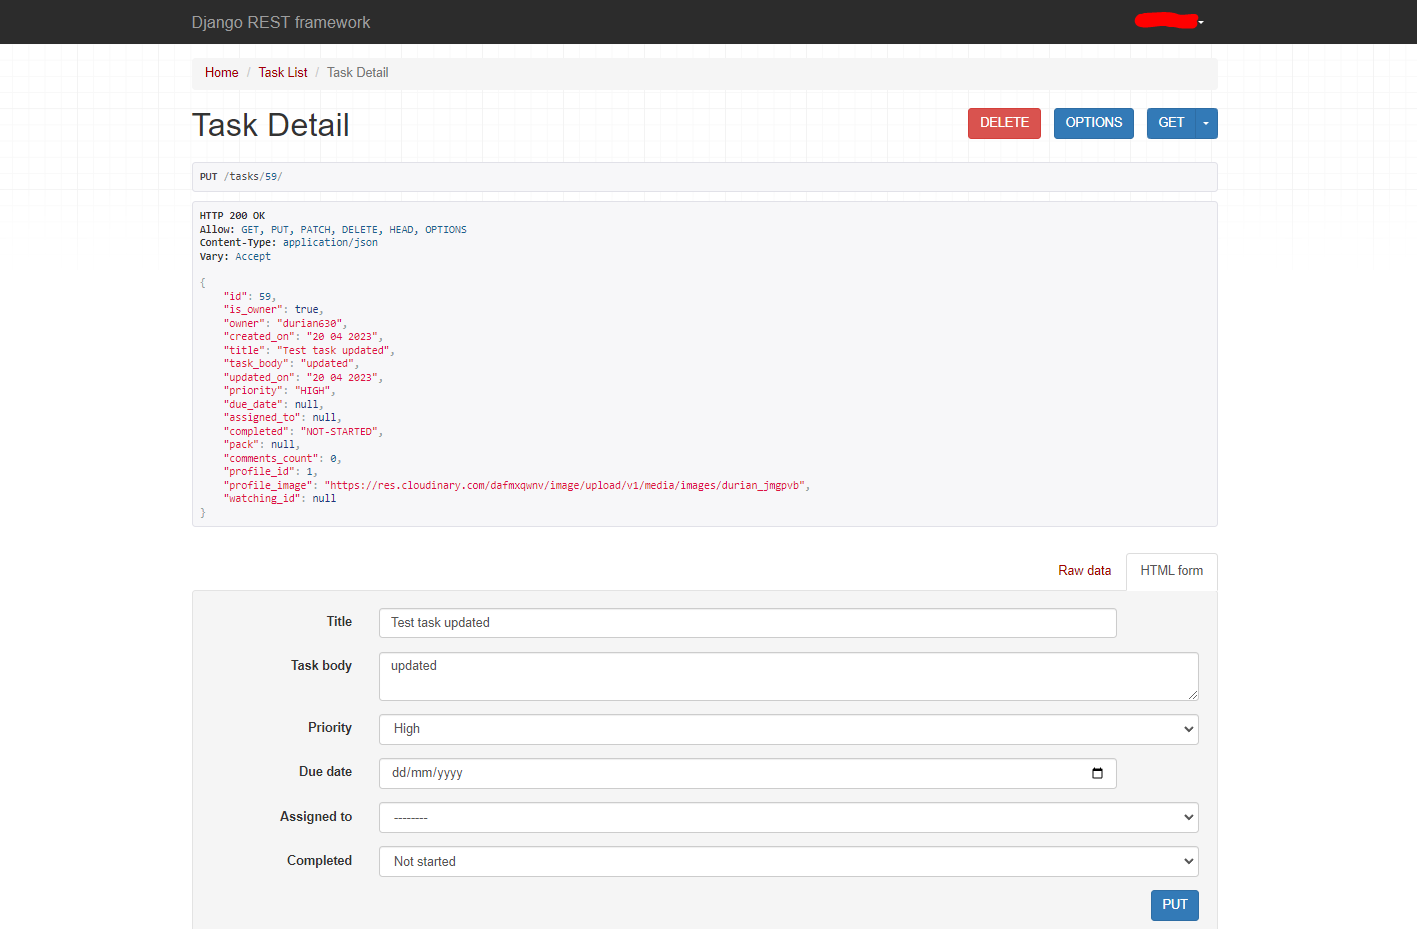 Django REST framework
Home / Task List / Task Detail
Task Detail
DELETE
OPTIONS
GET
PUT /tasks/59/
HTTP 200 OK
Allow: GET, PUT, PATCH, DELETE, HEAD, OPTIONS
Content-Type: application/json
Vary: Accept
{
    "id": 59,
    "is_owner": true,
    "owner": "durian630",
    "created_on": "20 04 2023",
    "title": "Test task updated",
    "task_body": "updated",
    "updated_on": "20 04 2023",
    "priority": "HIGH",
    "due_date": null,
    "assigned_to": null,
    "completed": "NOT-STARTED",
    "pack": null,
    "comments_count": 0,
    "profile_id": 1,
    "profile_image": "https://res.cloudinary.com/dafmxqwnv/image/upload/v1/media/images/durian_jmgpvb",
    "watching_id": null
}
Raw data
HTML form
Title
Test task updated
Task body
updated
Priority
High
Due date
dd/mm/yyyy
Assigned to
--------
Completed
Not started
PUT